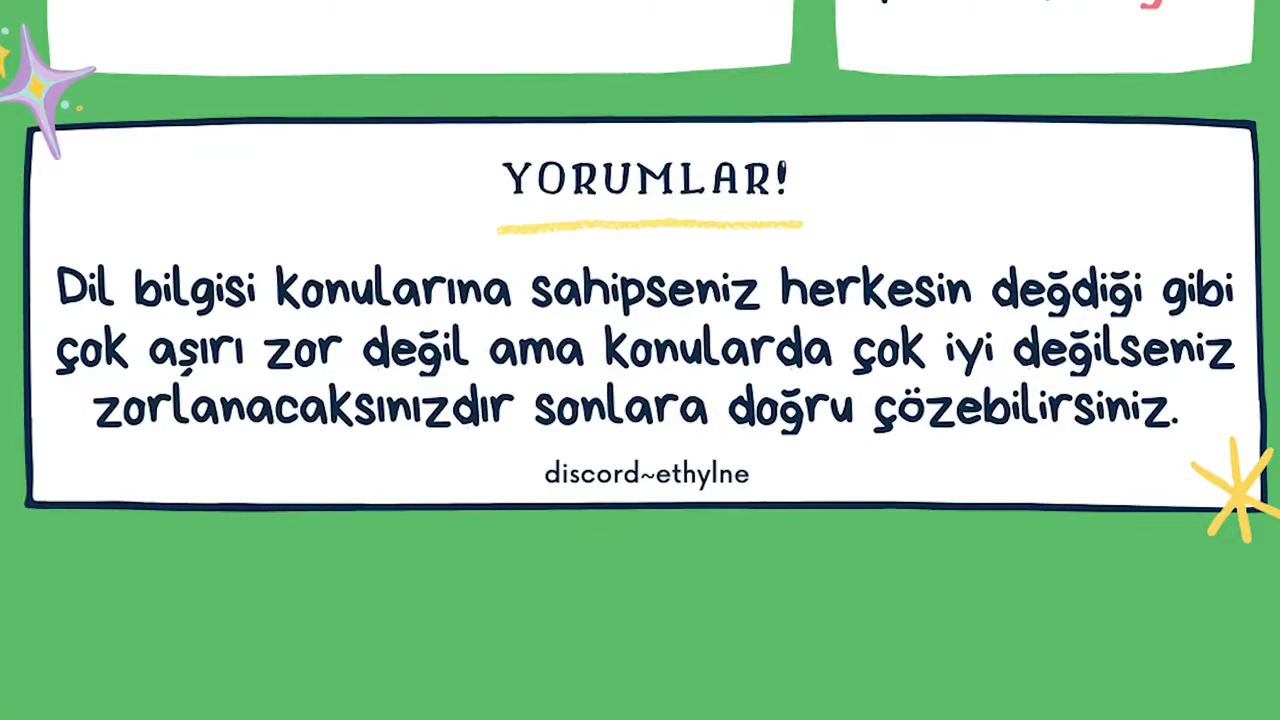 YORUMLAR!
Dil bilgisi konularına sahipseniz herkesin değdiği gibi
çok aşırı zor değil ama konularda çok iyi değilseniz
zorlanacaksınızdır sonlara doğru çözebilirsiniz.
discord~ethylne